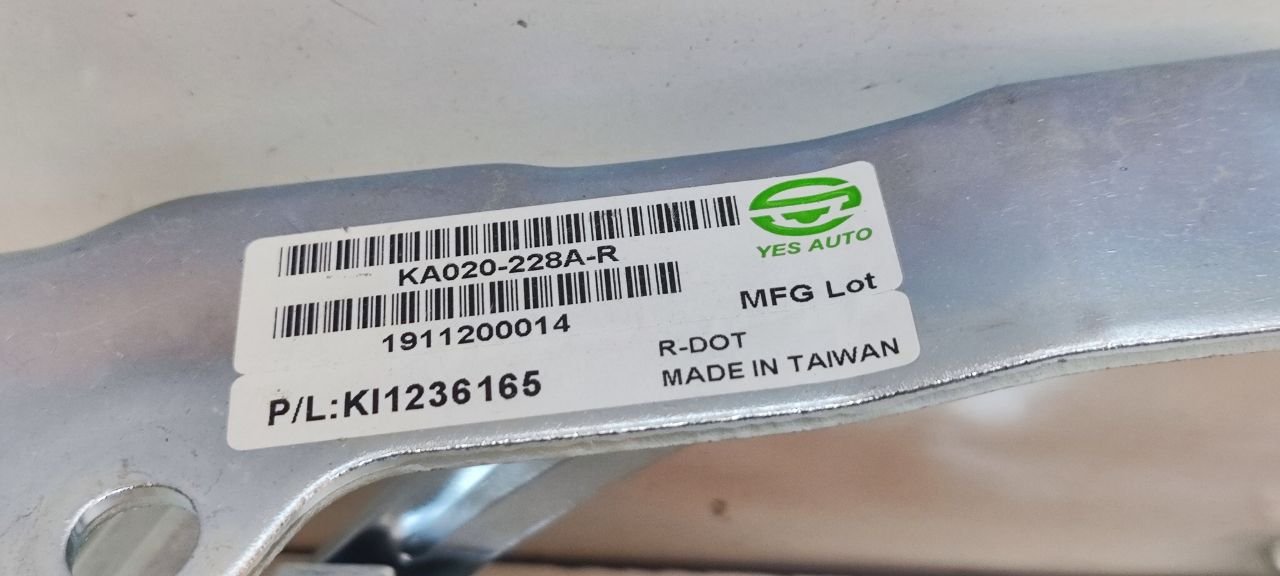 KA020-228A-R
YES AUTO
1911200014
MFG Lot
P/L:KI1236165
R-DOT
MADE IN TAIWAN